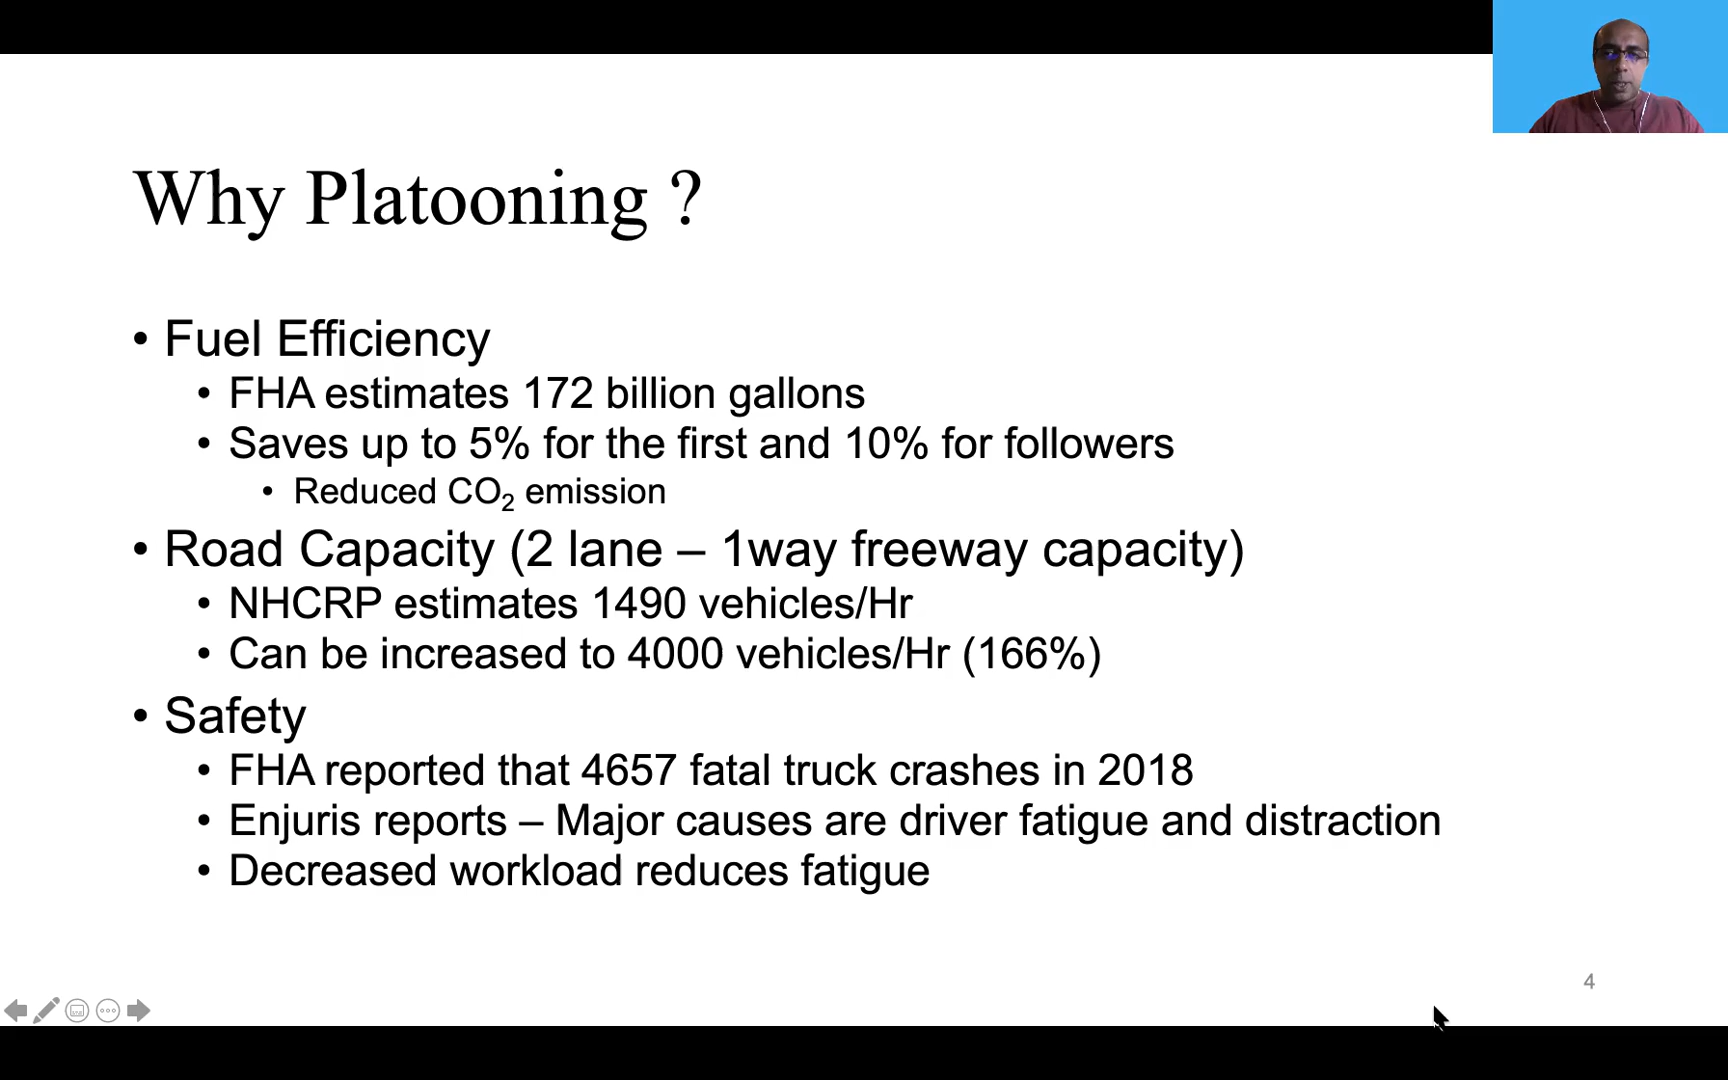 Why Platooning ?
• Fuel Efficiency
• FHA estimates 172 billion gallons
• Saves up to 5% for the first and 10% for followers
• Reduced CO₂ emission
• Road Capacity (2 lane – 1way freeway capacity)
• NHCRP estimates 1490 vehicles/Hr
• Can be increased to 4000 vehicles/Hr (166%)
• Safety
• FHA reported that 4657 fatal truck crashes in 2018
• Enjuris reports – Major causes are driver fatigue and distraction
• Decreased workload reduces fatigue
4